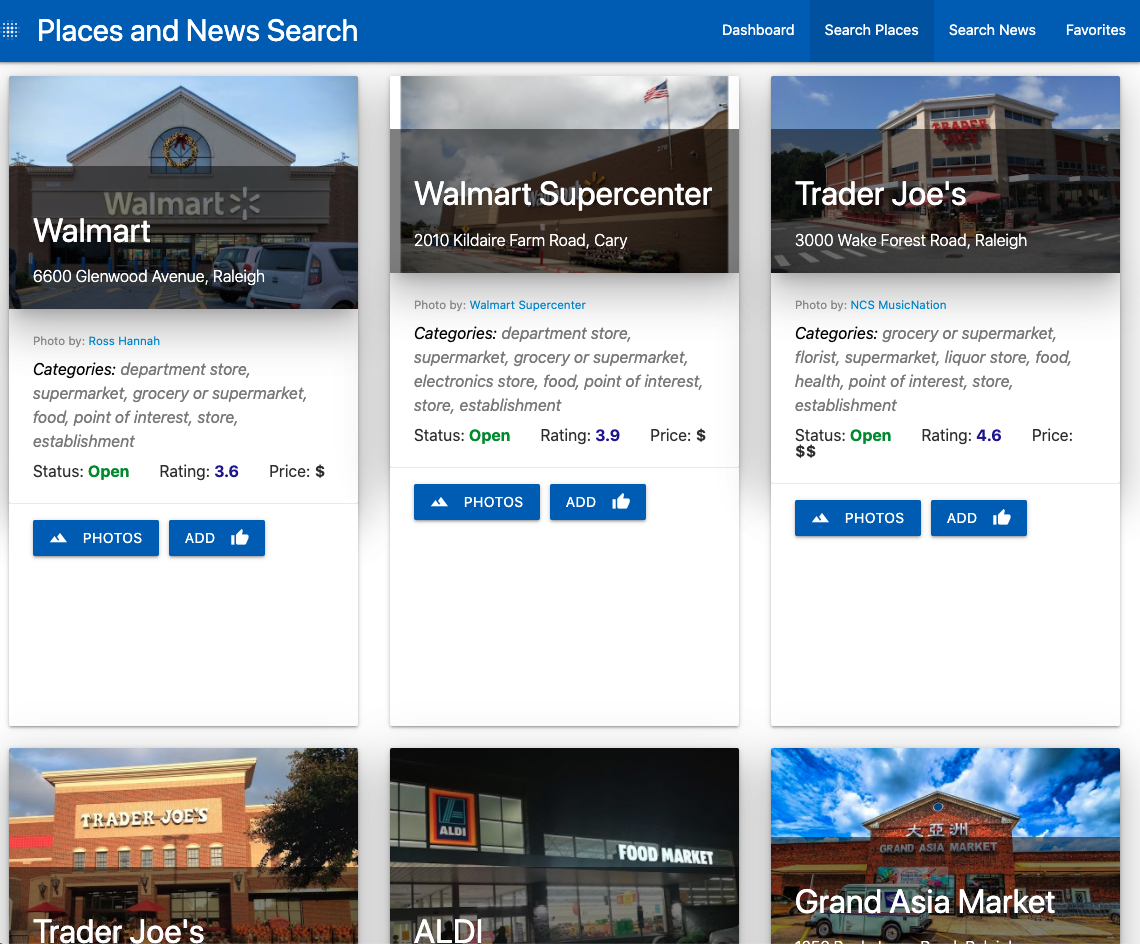 Places and News Search
Dashboard
Search Places
Search News
Favorites
Walmart
Walmart
6600 Glenwood Avenue, Raleigh
Photo by: Ross Hannah
Categories: department store,
supermarket, grocery or supermarket,
food, point of interest, store,
establishment
Status: Open Rating: 3.6 Price: $
PHOTOS
ADD
Walmart Supercenter
2010 Kildaire Farm Road, Cary
Photo by: Walmart Supercenter
Categories: department store,
supermarket, grocery or supermarket,
electronics store, food, point of interest,
store, establishment
Status: Open Rating: 3.9 Price: $
PHOTOS
ADD
TRADER
JOE'S
Trader Joe's
3000 Wake Forest Road, Raleigh
Photo by: NCS MusicNation
Categories: grocery or supermarket,
florist, supermarket, liquor store, food,
health, point of interest, store,
establishment
Status: Open Rating: 4.6 Price:
$$
PHOTOS
ADD
TRADER JOE'S
Trader Joe's
ALDI
FOOD MARKET
ALDI
大亞洲
GRAND ASIA MARKET
Grand Asia Market